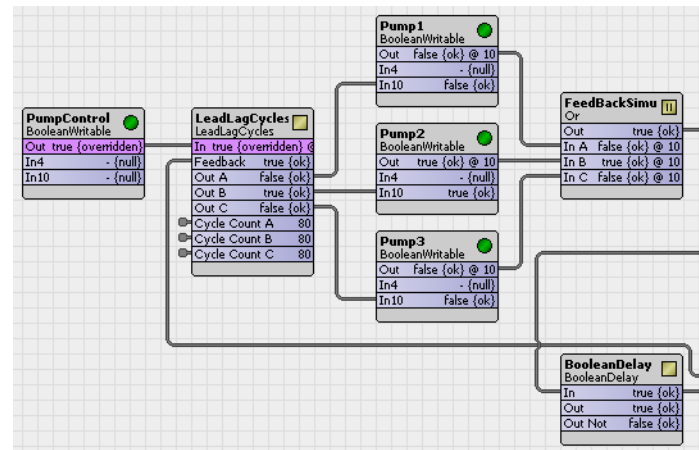 PumpControl
BooleanWritable
Out true {overridden}
In4 - {null}
In10 - {null}
LeadLagCycles
LeadLagCycles
In true {overridden} @
Feedback true {ok}
Out A false {ok}
Out B true {ok}
Out C false {ok}
Cycle Count A 80
Cycle Count B 80
Cycle Count C 80
Pump1
BooleanWritable
Out false {ok} @ 10
In4 - {null}
In10 false {ok}
Pump2
BooleanWritable
Out true {ok} @ 10
In4 - {null}
In10 true {ok}
Pump3
BooleanWritable
Out false {ok} @ 10
In4 - {null}
In10 false {ok}
FeedBackSimu
Or
Out true {ok}
In A false {ok} @ 10
In B true {ok} @ 10
In C false {ok} @ 10
BooleanDelay
BooleanDelay
In true {ok}
Out true {ok}
Out Not false {ok}